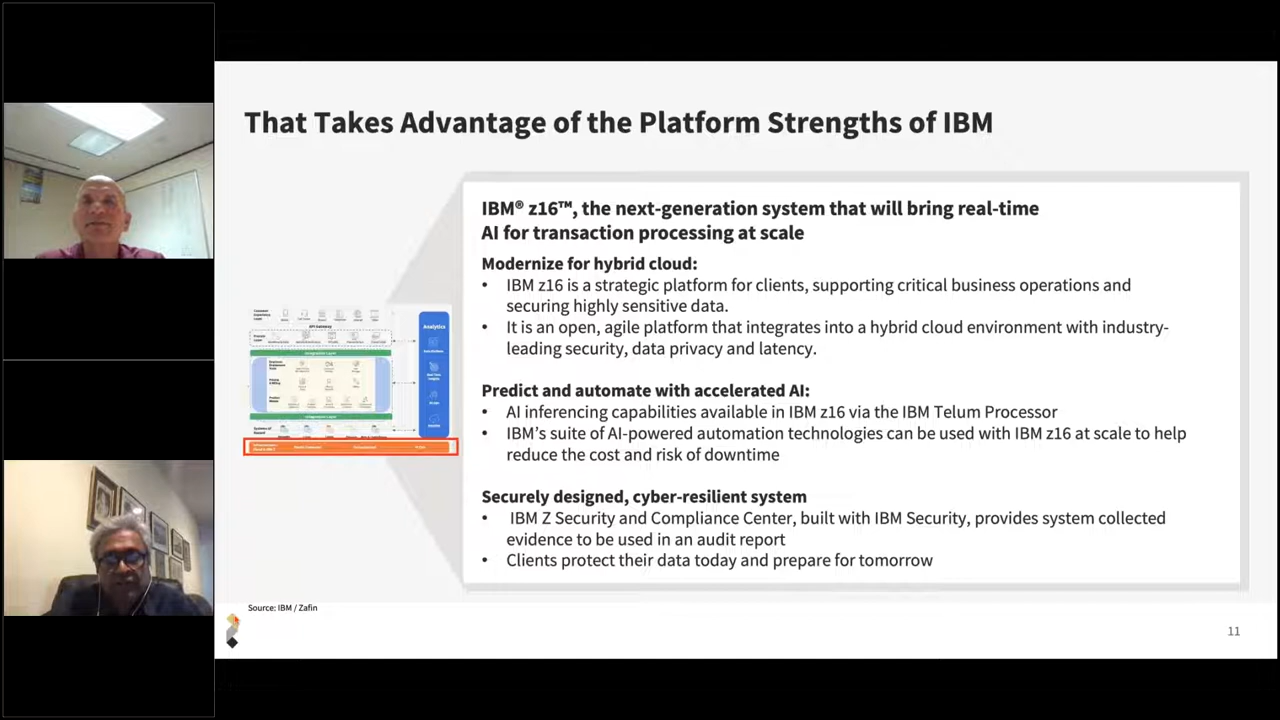 That Takes Advantage of the Platform Strengths of IBM
IBM® z16™, the next-generation system that will bring real-time
AI for transaction processing at scale
Modernize for hybrid cloud:
• IBM z16 is a strategic platform for clients, supporting critical business operations and
securing highly sensitive data.
• It is an open, agile platform that integrates into a hybrid cloud environment with industry-
leading security, data privacy and latency.
Predict and automate with accelerated AI:
• AI inferencing capabilities available in IBM z16 via the IBM Telum Processor
• IBM’s suite of AI-powered automation technologies can be used with IBM z16 at scale to help
reduce the cost and risk of downtime
Securely designed, cyber-resilient system
• IBM Z Security and Compliance Center, built with IBM Security, provides system collected
evidence to be used in an audit report
• Clients protect their data today and prepare for tomorrow
API Gateway
Analytics
Integration Layer
Integration Layer
Source: IBM / Zafin
11